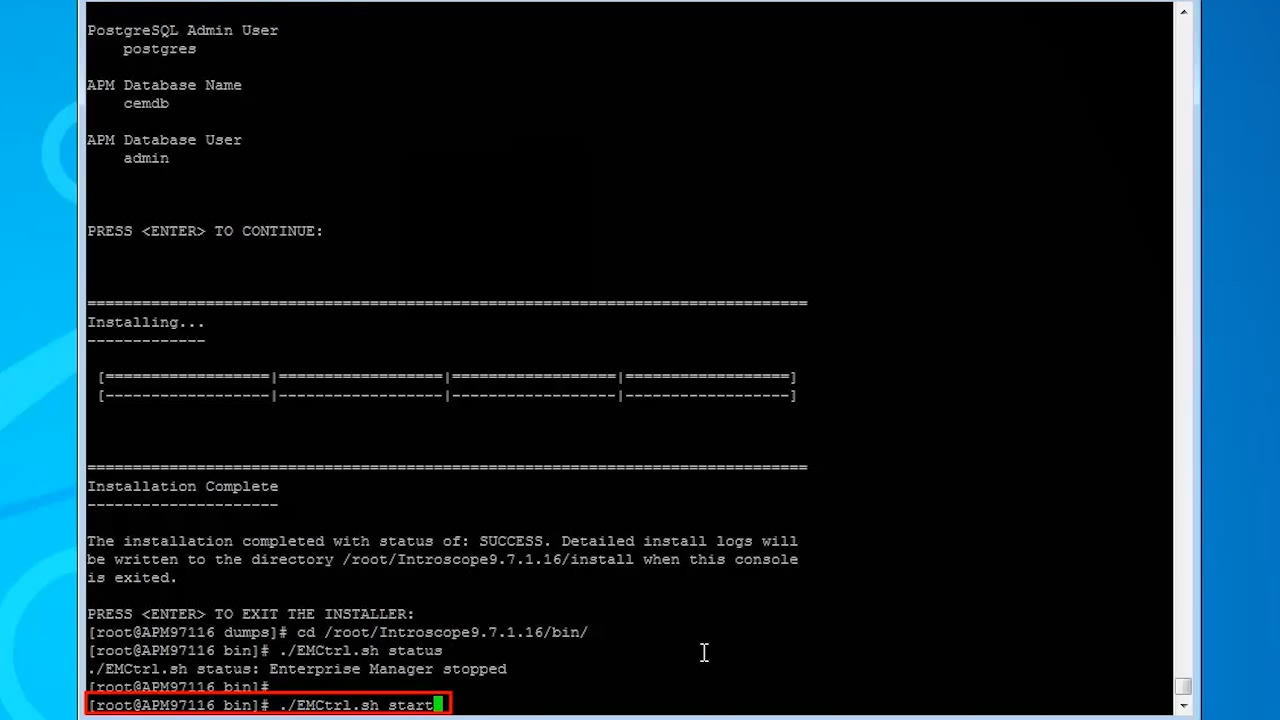 PostgreSQL Admin User
postgres
APM Database Name
cemdb
APM Database User
admin
PRESS <ENTER> TO CONTINUE:
================================================================================
Installing...
-------------
[==================|==================|==================|==================]
[------------------|------------------|------------------|------------------]
================================================================================
Installation Complete
---------------------
The installation completed with status of: SUCCESS. Detailed install logs will
be written to the directory /root/Introscope9.7.1.16/install when this console
is exited.
PRESS <ENTER> TO EXIT THE INSTALLER:
[root@APM97116 dumps]# cd /root/Introscope9.7.1.16/bin/
[root@APM97116 bin]# ./EMCtrl.sh status
./EMCtrl.sh status: Enterprise Manager stopped
[root@APM97116 bin]#
[root@APM97116 bin]# ./EMCtrl.sh start